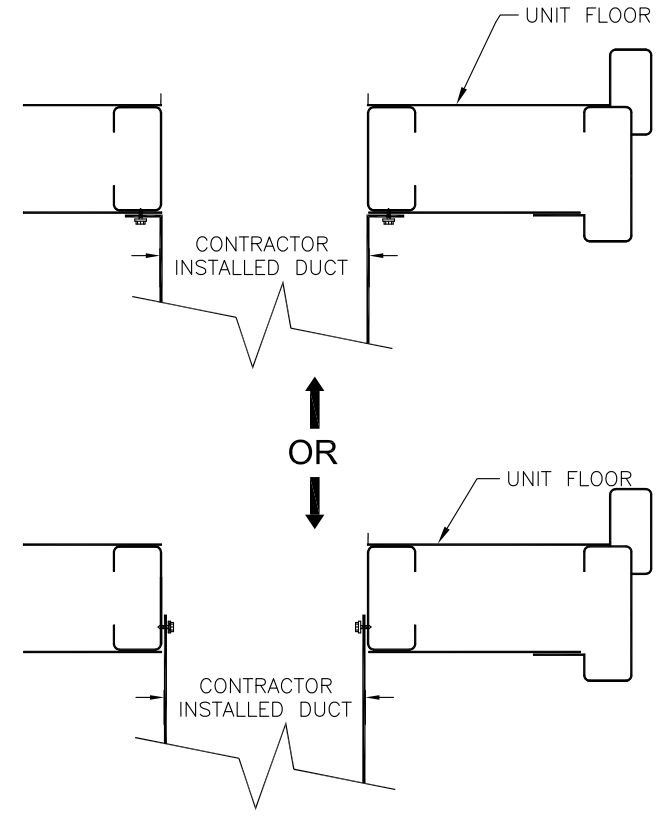 UNIT FLOOR
CONTRACTOR
INSTALLED DUCT
OR
UNIT FLOOR
CONTRACTOR
INSTALLED DUCT